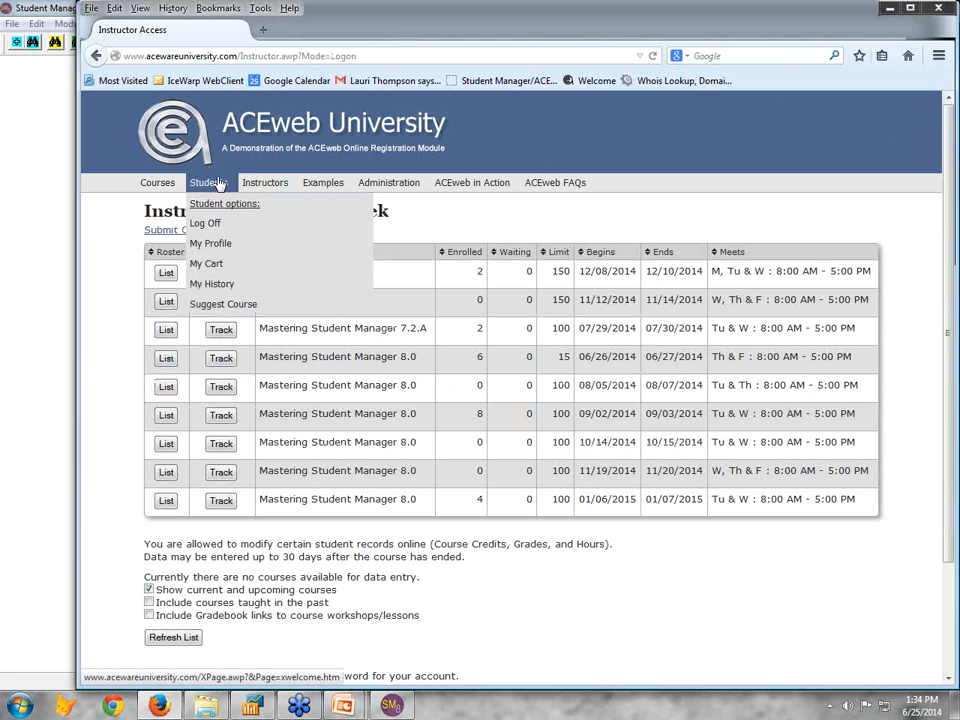 Student Manag
File Edit Mod
File Edit View History Bookmarks Tools Help
Instructor Access
www.acewareuniversity.com/Instructor.awp?Mode=Logon
Google
Most Visited IceWarp WebClient Google Calendar Lauri Thompson says... Student Manager/ACE... Welcome Whois Lookup, Domai...
ACEweb University
A Demonstration of the ACEweb Online Registration Module
Courses Students Instructors Examples Administration ACEweb in Action ACEweb FAQs
Student options:
Log Off
My Profile
My Cart
My History
Suggest Course
Instr ek
Submit C
Roster Enrolled Waiting Limit Begins Ends Meets
List 2 0 150 12/08/2014 12/10/2014 M, Tu & W : 8:00 AM - 5:00 PM
List 0 0 150 11/12/2014 11/14/2014 W, Th & F : 8:00 AM - 5:00 PM
List Track Mastering Student Manager 7.2.A 2 0 100 07/29/2014 07/30/2014 Tu & W : 8:00 AM - 5:00 PM
List Track Mastering Student Manager 8.0 6 0 15 06/26/2014 06/27/2014 Th & F : 8:00 AM - 5:00 PM
List Track Mastering Student Manager 8.0 0 0 100 08/05/2014 08/07/2014 Tu & Th : 8:00 AM - 5:00 PM
List Track Mastering Student Manager 8.0 8 0 100 09/02/2014 09/03/2014 Tu & W : 8:00 AM - 5:00 PM
List Track Mastering Student Manager 8.0 0 0 100 10/14/2014 10/15/2014 Tu & W : 8:00 AM - 5:00 PM
List Track Mastering Student Manager 8.0 0 0 100 11/19/2014 11/20/2014 W, Th & F : 8:00 AM - 5:00 PM
List Track Mastering Student Manager 8.0 4 0 100 01/06/2015 01/07/2015 Tu & W : 8:00 AM - 5:00 PM
You are allowed to modify certain student records online (Course Credits, Grades, and Hours).
Data may be entered up to 30 days after the course has ended.
Currently there are no courses available for data entry.
Show current and upcoming courses
Include courses taught in the past
Include Gradebook links to course workshops/lessons
Refresh List
www.acewareuniversity.com/XPage.awp?&Page=xwelcome.htm word for your account.
SM8
1:34 PM
6/25/2014